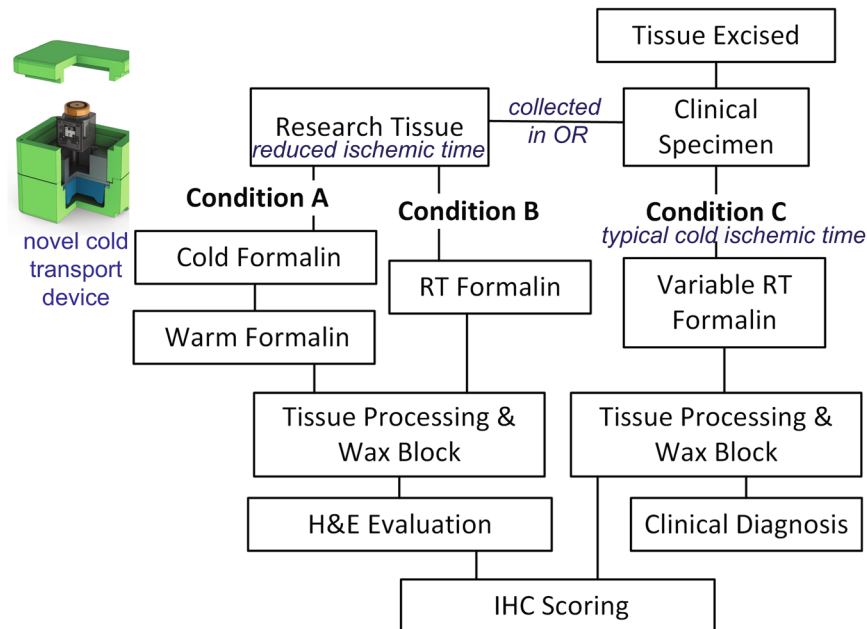 Tissue Excised
Research Tissue
reduced ischemic time
collected
in OR
Clinical
Specimen
Condition A
Condition B
Condition C
typical cold ischemic time
novel cold
transport
device
Cold Formalin
RT Formalin
Variable RT
Formalin
Warm Formalin
Tissue Processing &
Wax Block
Tissue Processing &
Wax Block
H&E Evaluation
Clinical Diagnosis
IHC Scoring